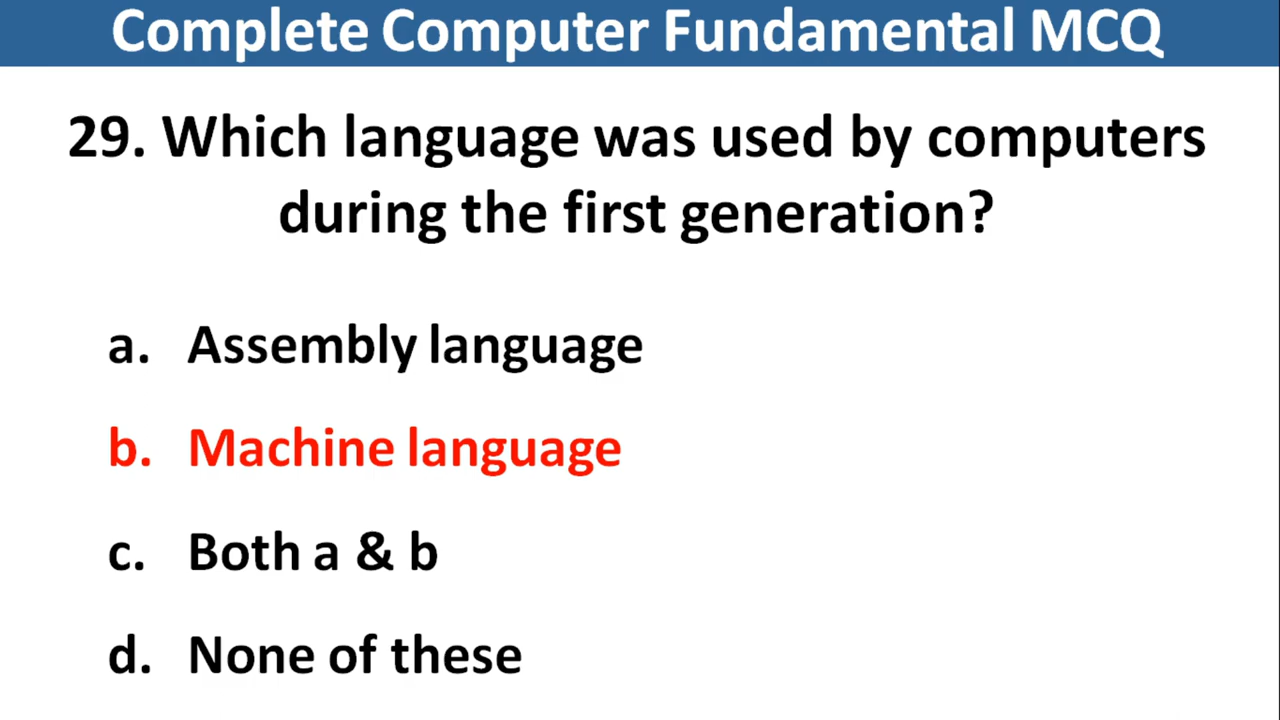 Complete Computer Fundamental MCQ
29. Which language was used by computers
during the first generation?
a. Assembly language
b. Machine language
c. Both a & b
d. None of these